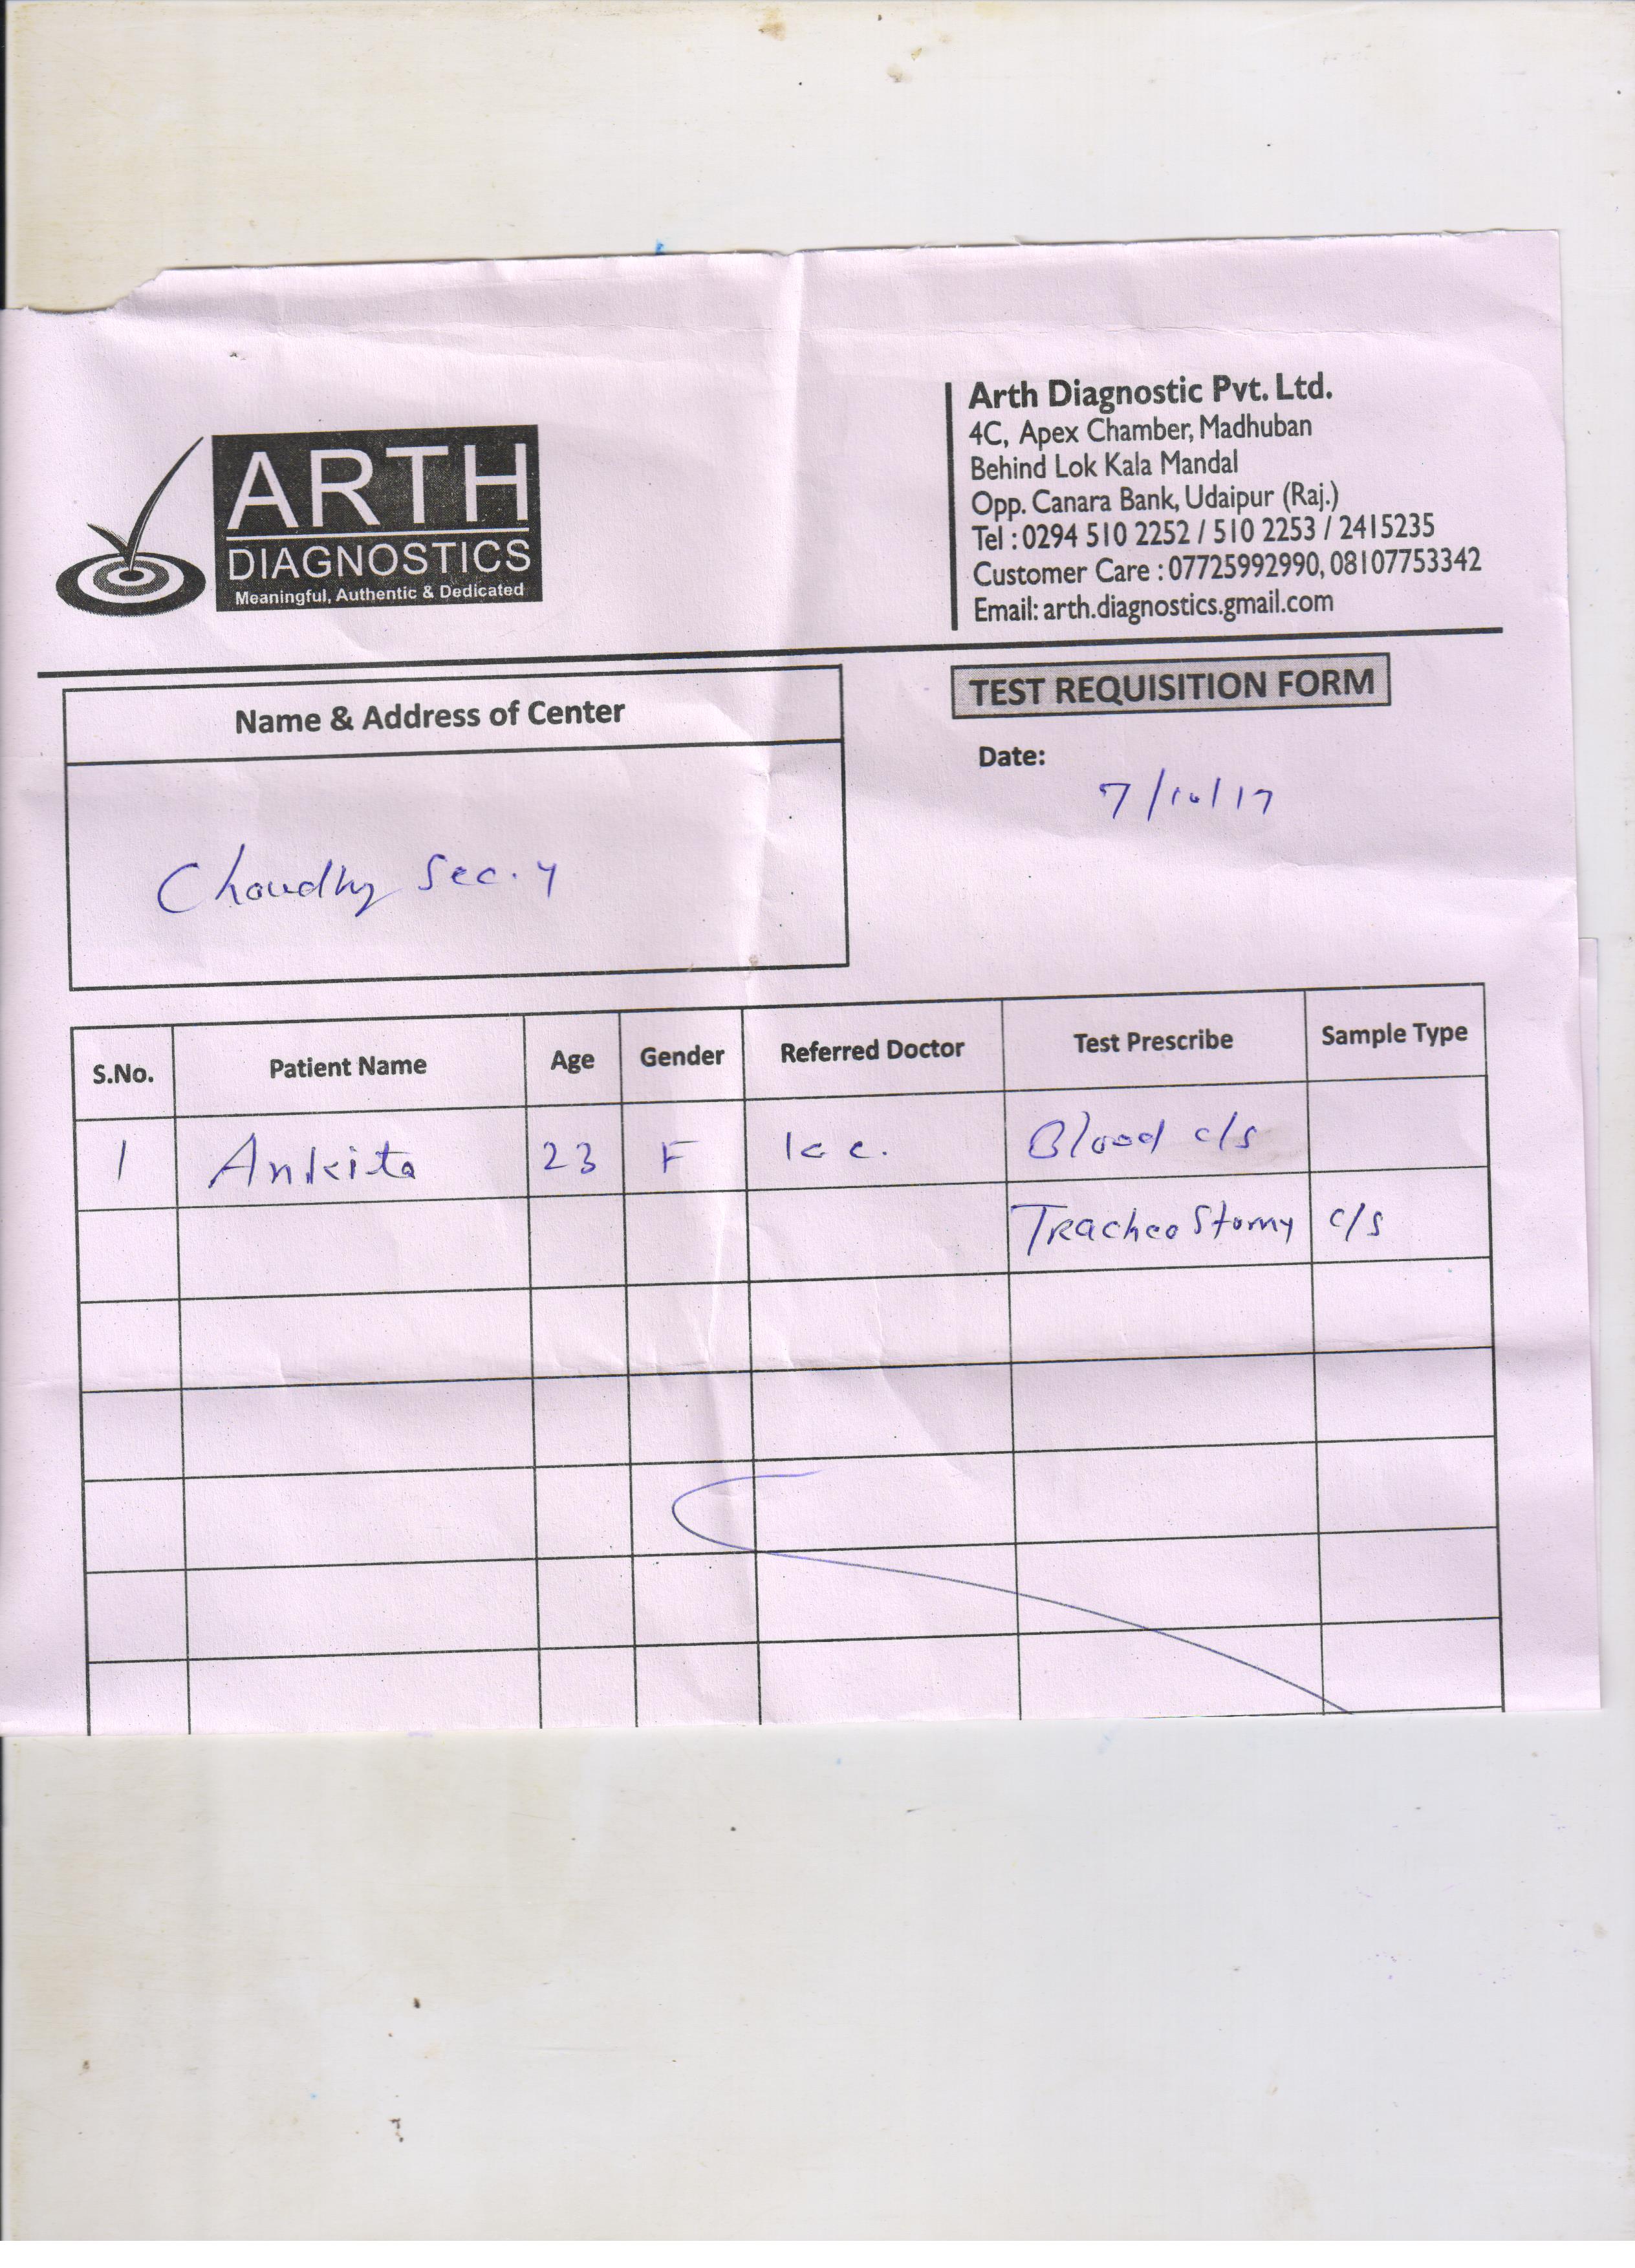 ARTH
DIAGNOSTICS
Meaningful, Authentic & Dedicated
Arth Diagnostic Pvt. Ltd.
4C, Apex Chamber, Madhuban
Behind Lok Kala Mandal
Opp. Canara Bank, Udaipur (Raj.)
Tel : 0294 510 2252 / 510 2253 / 2415235
Customer Care : 07725992990, 08107753342
Email: arth.diagnostics.gmail.com
Name & Address of Center
TEST REQUISITION FORM
Date:
7/10/17
Sec. 4
S.No. Patient Name Age Gender Referred Doctor Test Prescribe Sample Type
1 Ankita 23 F Blood c/s
Tracheostomy c/s